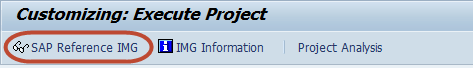 Customizing: Execute Project
SAP Reference IMG IMG Information Project Analysis